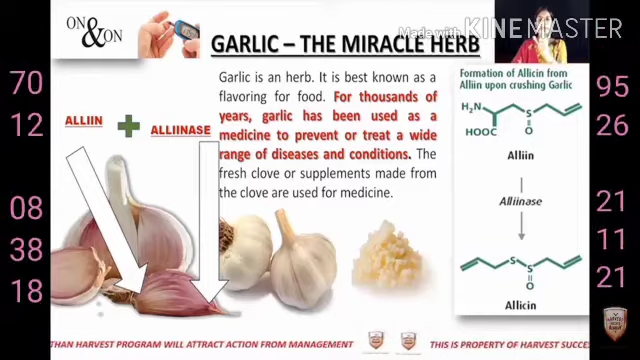 ON
&
ON
GARLIC – THE MIRACLE HERB
Made with KINEMASTER
Garlic is an herb. It is best known as a
flavoring for food. For thousands of
years, garlic has been used as a
medicine to prevent or treat a wide
range of diseases and conditions. The
fresh clove or supplements made from
the clove are used for medicine.
ALLIIN
ALLIINASE
Formation of Allicin from
Alliin upon crushing Garlic
H₂N
S
O
HOOC
Alliin
Alliinase
S
S
O
Allicin
70
12
08
38
18
95
26
21
11
21
THAN HARVEST PROGRAM WILL ATTRACT ACTION FROM MANAGEMENT
THIS IS PROPERTY OF HARVEST SUCCES